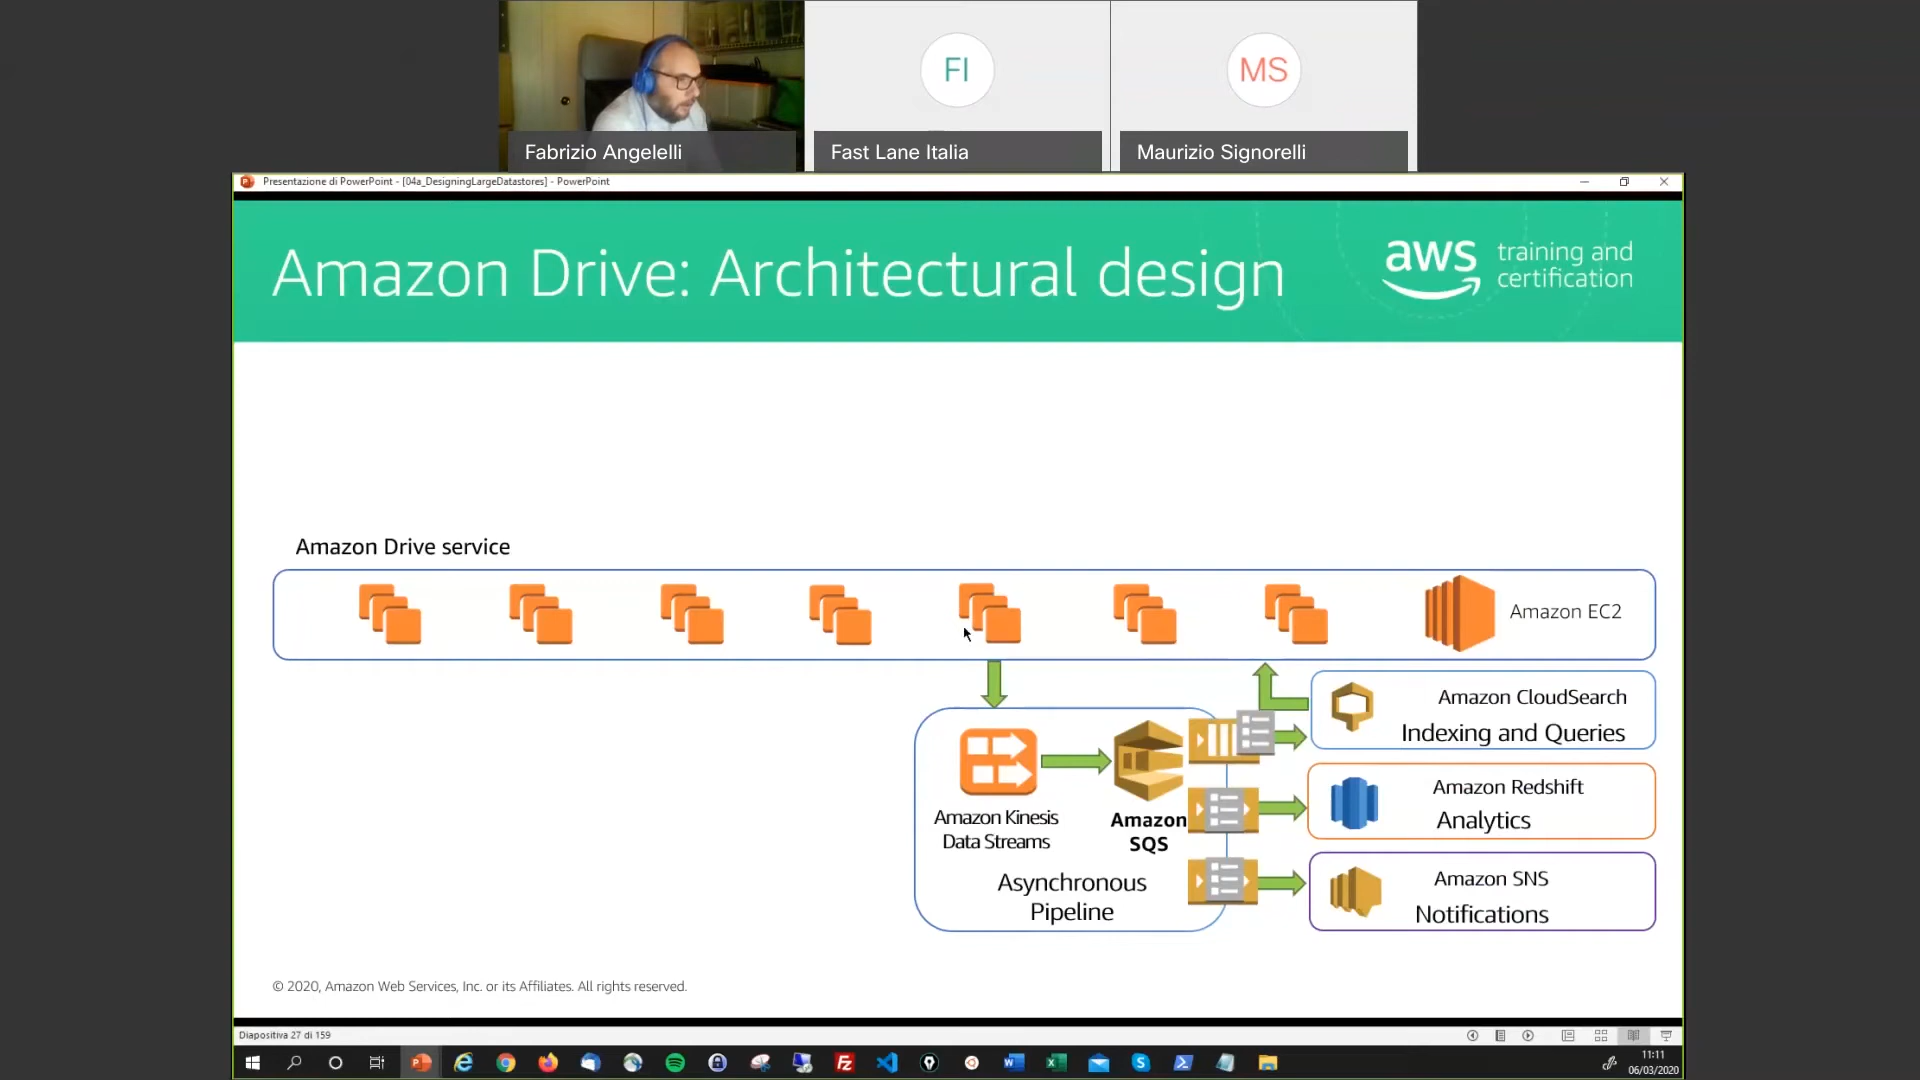 FI
MS
Fabrizio Angelelli
Fast Lane Italia
Maurizio Signorelli
Presentazione di PowerPoint - [04a_DesigningLargeDatastores] - PowerPoint
Amazon Drive: Architectural design
aws
training and
certification
Amazon Drive service
Amazon EC2
Amazon CloudSearch
Indexing and Queries
Amazon Kinesis
Data Streams
Amazon
SQS
Asynchronous
Pipeline
Amazon Redshift
Analytics
Amazon SNS
Notifications
© 2020, Amazon Web Services, Inc. or its Affiliates. All rights reserved.
Diapositiva 27 di 159
11:11
06/03/2020